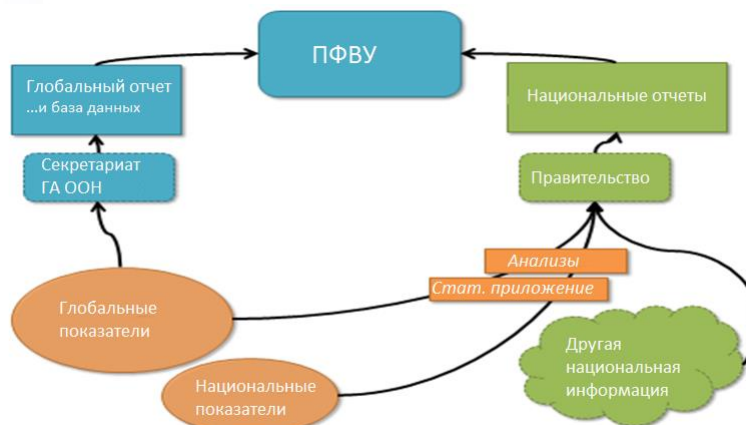 ПФВУ
Глобальный отчет
...и база данных
Национальные отчеты
Секретариат
ГА ООН
Правительство
Анализы
Стат. приложение
Глобальные
показатели
Национальные
показатели
Другая
национальная
информация